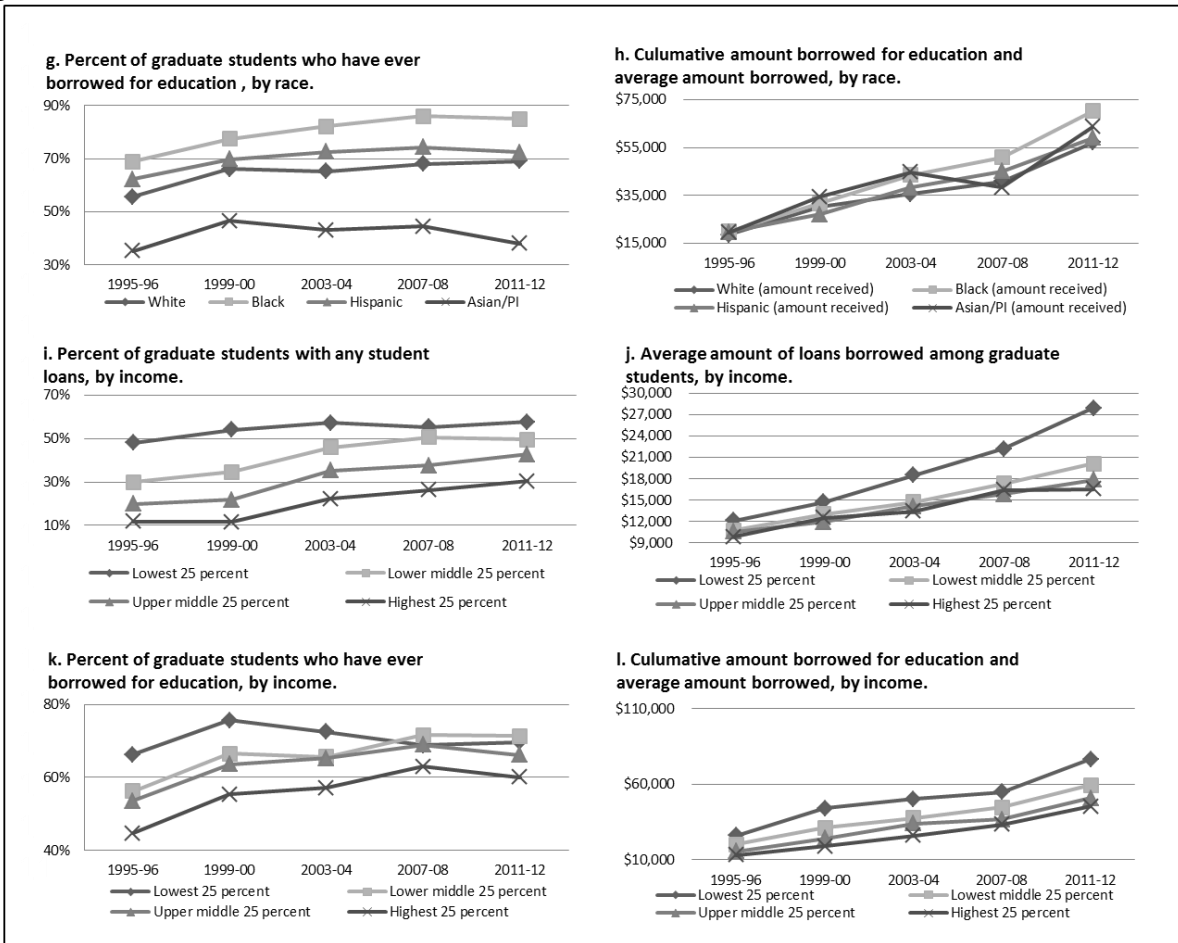 g. Percent of graduate students who have ever
borrowed for education , by race.
90%
70%
50%
30%
1995-96 1999-00 2003-04 2007-08 2011-12
White Black Hispanic Asian/PI
h. Culumative amount borrowed for education and
average amount borrowed, by race.
$75,000
$55,000
$35,000
$15,000
1995-96 1999-00 2003-04 2007-08 2011-12
White (amount received) Black (amount received)
Hispanic (amount received) Asian/PI (amount received)
i. Percent of graduate students with any student
loans, by income.
70%
50%
30%
10%
1995-96 1999-00 2003-04 2007-08 2011-12
Lowest 25 percent Lower middle 25 percent
Upper middle 25 percent Highest 25 percent
j. Average amount of loans borrowed among graduate
students, by income.
$30,000
$27,000
$24,000
$21,000
$18,000
$15,000
$12,000
$9,000
1995-96 1999-00 2003-04 2007-08 2011-12
Lowest 25 percent Lowest middle 25 percent
Upper middle 25 percent Highest 25 percent
k. Percent of graduate students who have ever
borrowed for education, by income.
80%
60%
40%
1995-96 1999-00 2003-04 2007-08 2011-12
Lowest 25 percent Lower middle 25 percent
Upper middle 25 percent Highest 25 percent
l. Culumative amount borrowed for education and
average amount borrowed, by income.
$110,000
$60,000
$10,000
1995-96 1999-00 2003-04 2007-08 2011-12
Lowest 25 percent Lowest middle 25 percent
Upper middle 25 percent Highest 25 percent